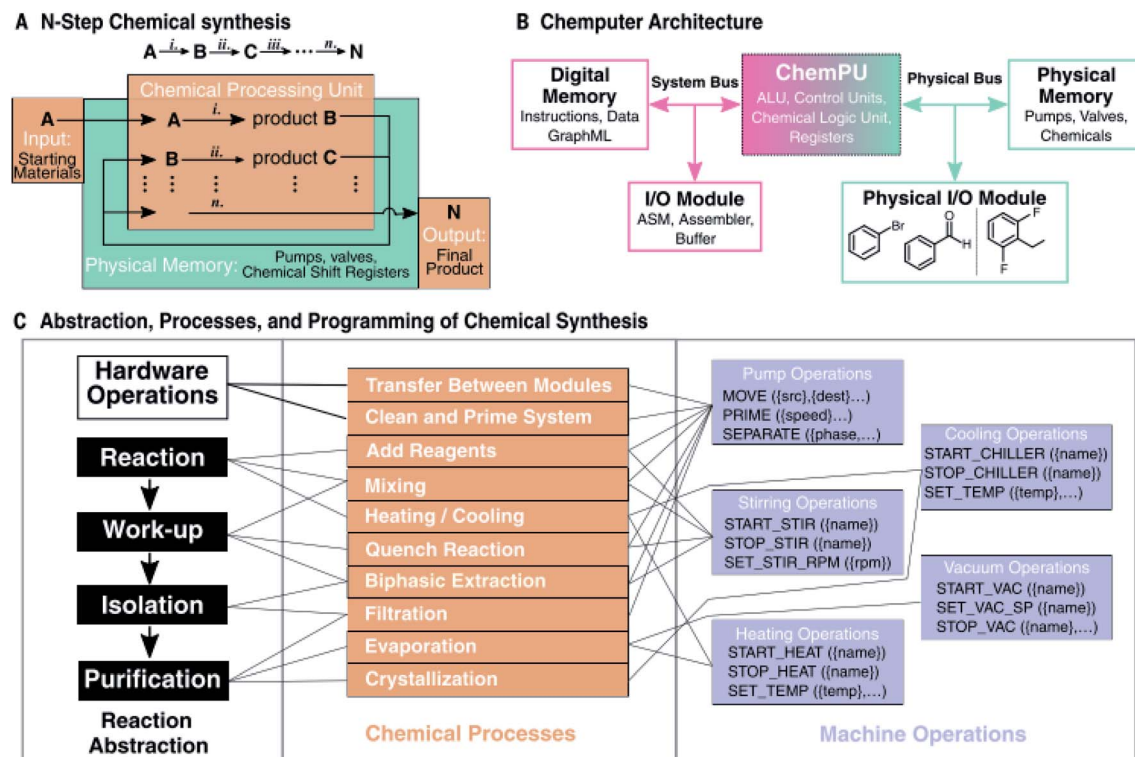 A N-Step Chemical synthesis
A i. B ii. C iii. ··· n. N
Chemical Processing Unit
A
Input:
Starting
Materials
A i. product B
B ii. product C
n.
N
Output:
Final
Product
Physical Memory:
Pumps, valves,
Chemical Shift Registers
B Chemputer Architecture
Digital
Memory
Instructions, Data
GraphML
System Bus
ChemPU
ALU, Control Units,
Chemical Logic Unit,
Registers
Physical Bus
Physical
Memory
Pumps, Valves,
Chemicals
I/O Module
ASM, Assembler,
Buffer
Physical I/O Module
Br
O
H
F
F
C Abstraction, Processes, and Programming of Chemical Synthesis
Hardware
Operations
Reaction
Work-up
Isolation
Purification
Reaction
Abstraction
Transfer Between Modules
Clean and Prime System
Add Reagents
Mixing
Heating / Cooling
Quench Reaction
Biphasic Extraction
Filtration
Evaporation
Crystallization
Chemical Processes
Pump Operations
MOVE ({src},{dest}...)
PRIME ({speed}...)
SEPARATE ({phase,...)
Cooling Operations
START_CHILLER ({name})
STOP_CHILLER ({name})
SET_TEMP ({temp},...)
Stirring Operations
START_STIR ({name})
STOP_STIR ({name})
SET_STIR_RPM ({rpm})
Vacuum Operations
START_VAC ({name})
SET_VAC_SP ({name})
STOP_VAC ({name},...)
Heating Operations
START_HEAT ({name})
STOP_HEAT ({name})
SET_TEMP ({temp},...)
Machine Operations